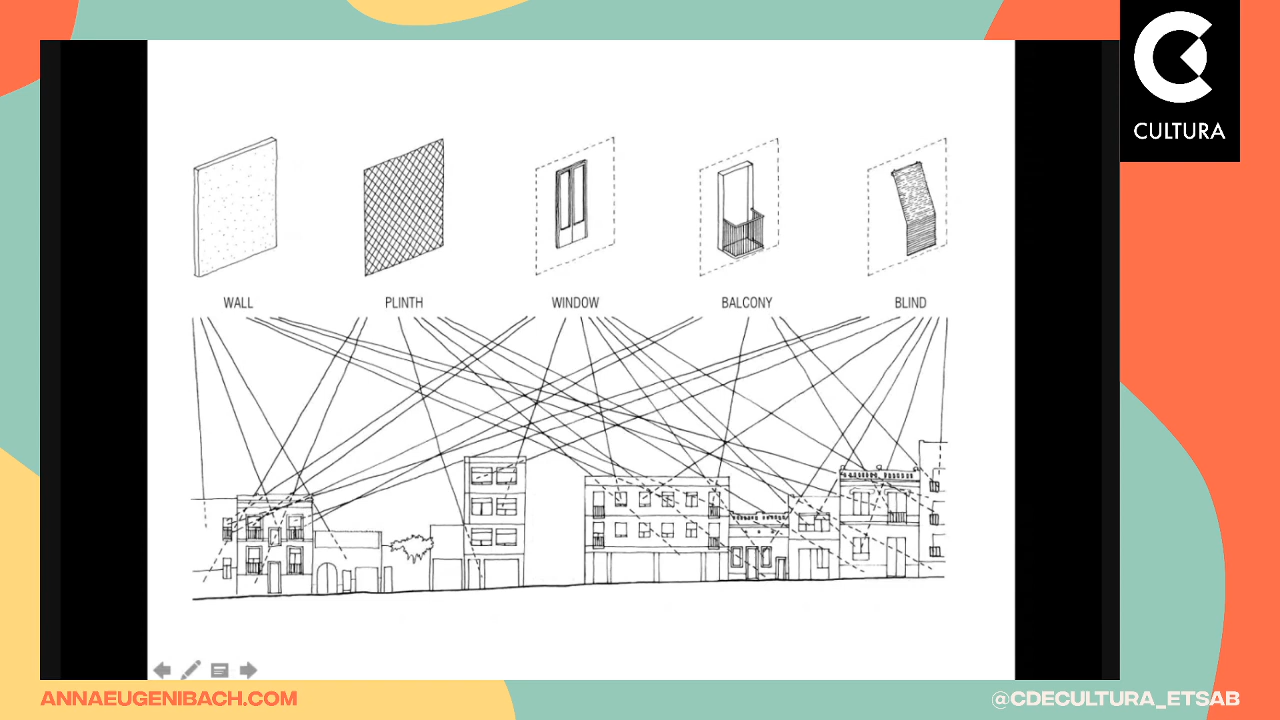 CULTURA
WALL
PLINTH
WINDOW
BALCONY
BLIND
ANNAEUGENIBACH.COM
@CDECULTURA_ETSAB